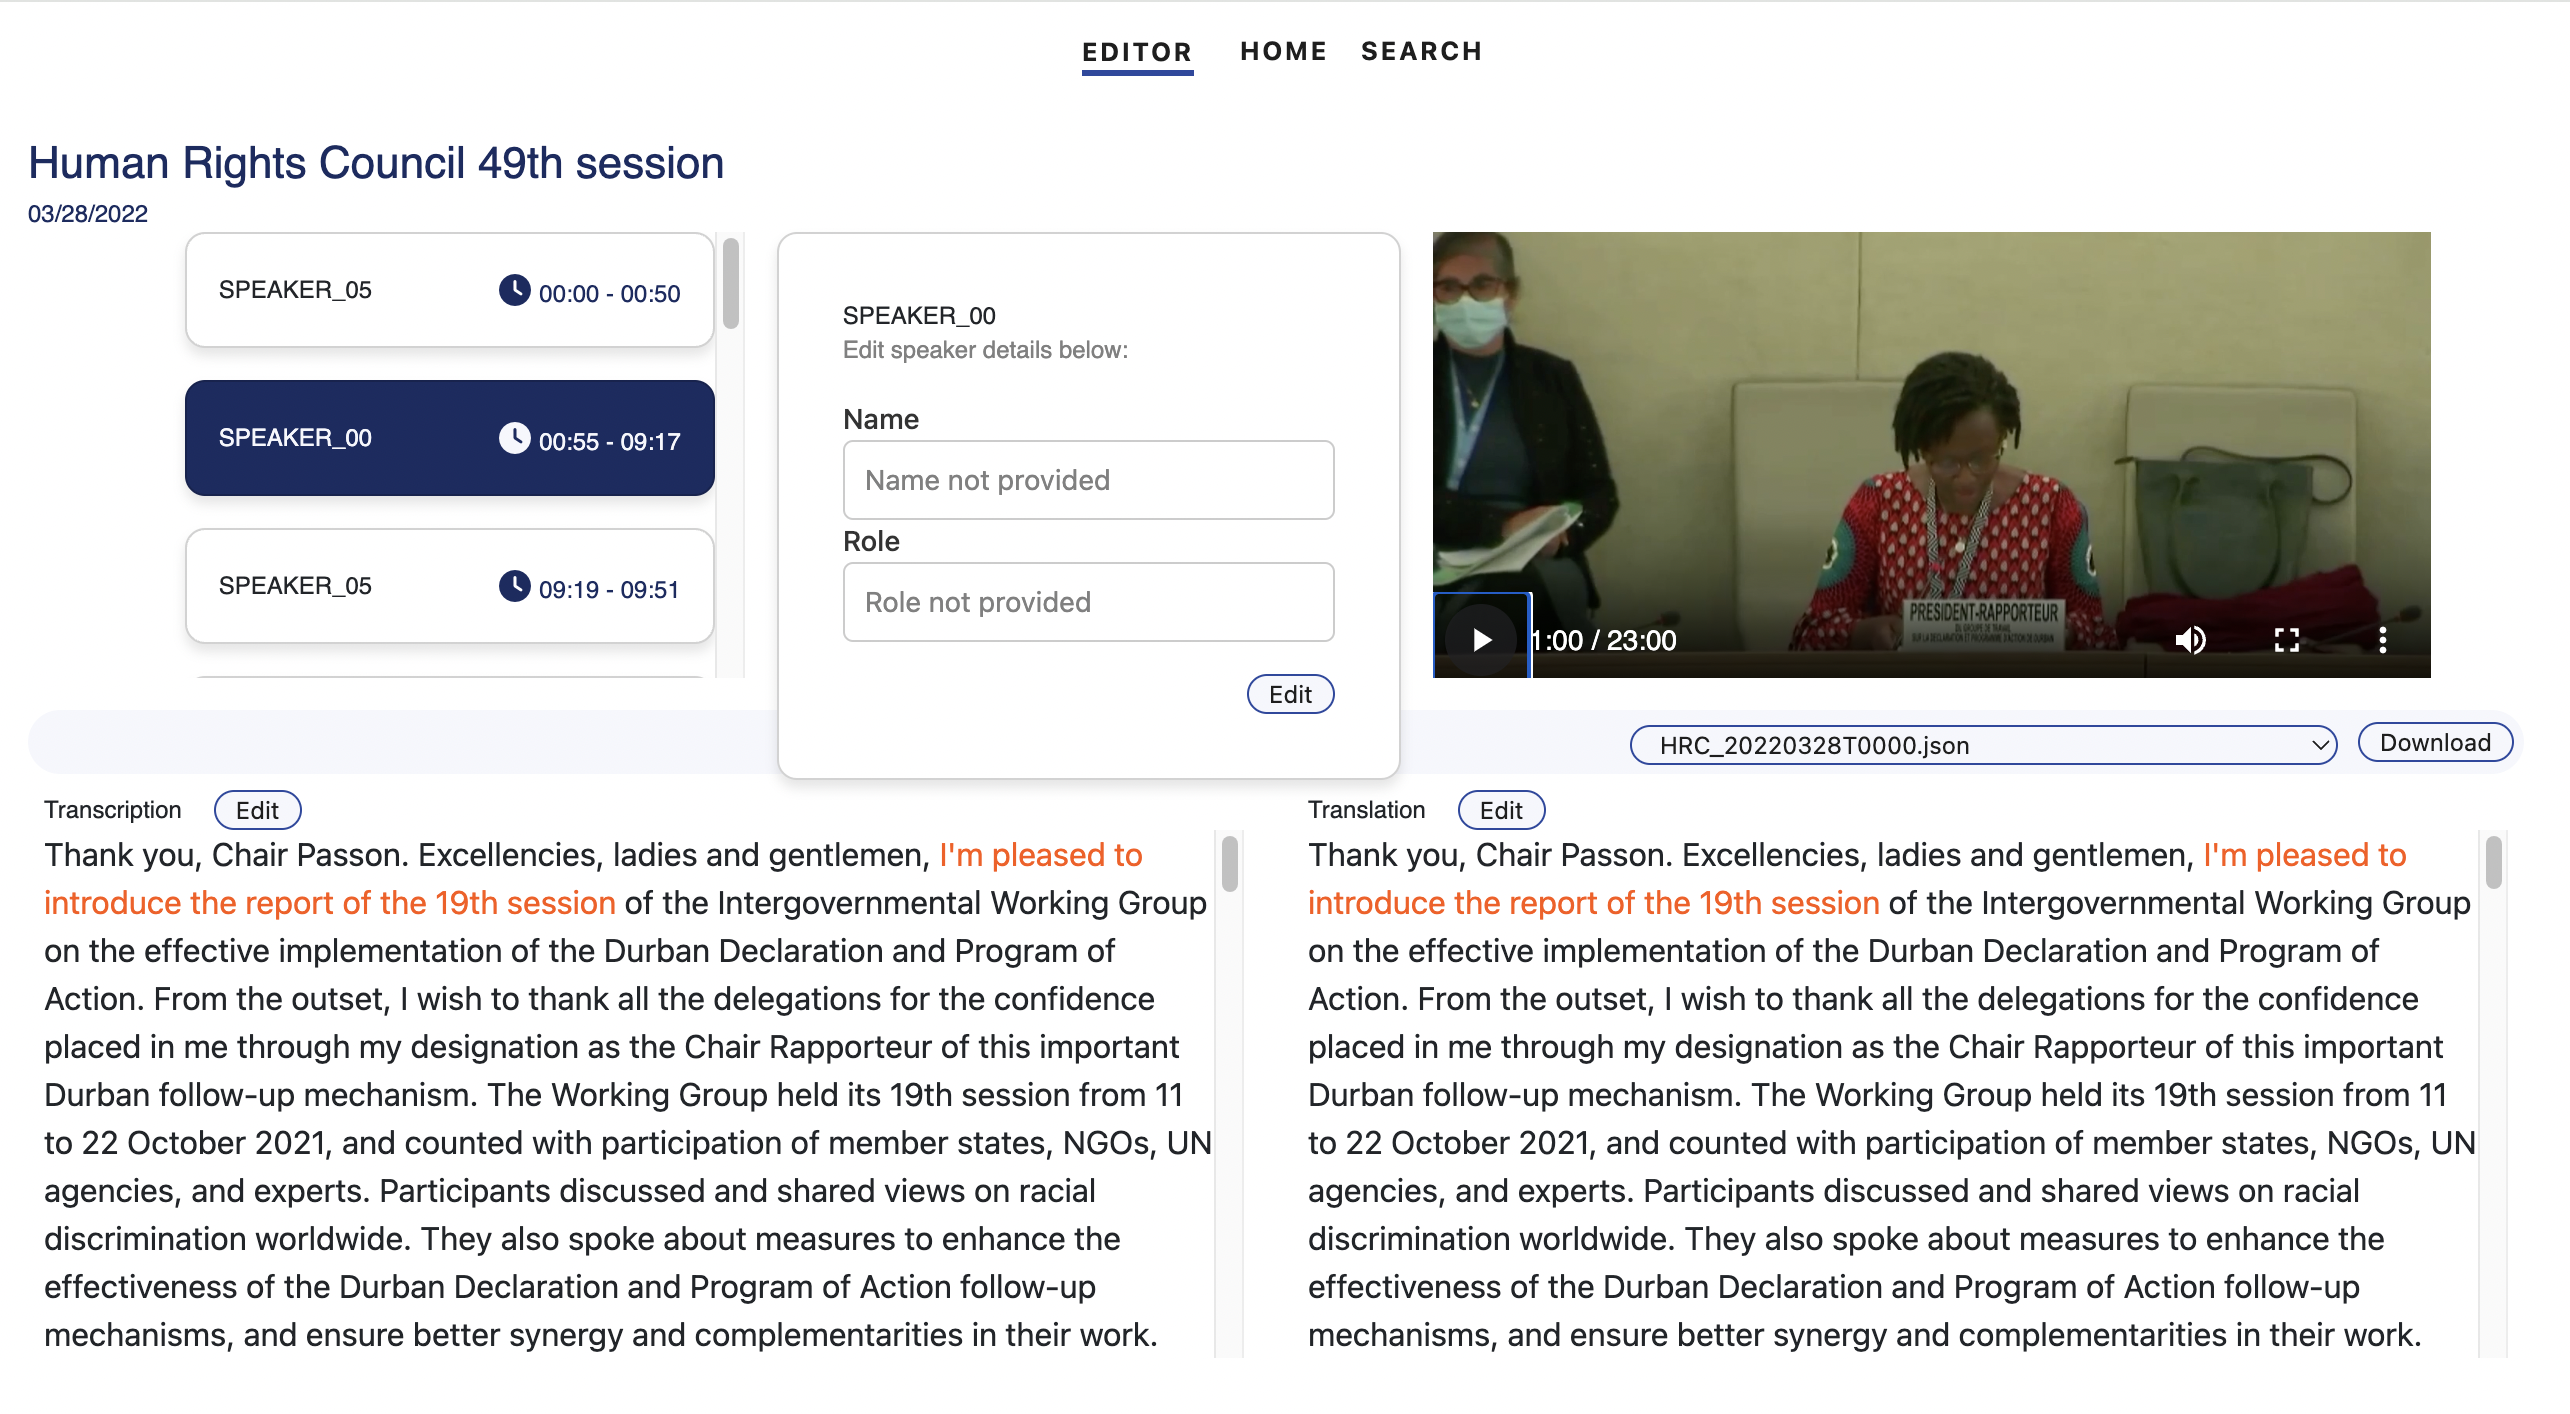 EDITOR HOME SEARCH
Human Rights Council 49th session
03/28/2022
SPEAKER_05 00:00 - 00:50
SPEAKER_00 00:55 - 09:17
SPEAKER_05 09:19 - 09:51
SPEAKER_00
Edit speaker details below:
Name
Name not provided
Role
Role not provided
Edit
PRESIDENT-RAPPORTEUR
DU GROUPE DE TRAVAIL
SUR LA DECLARATION ET PROGRAMME D'ACTION DE DURBAN
1:00 / 23:00
HRC_20220328T0000.json
Download
Transcription Edit
Thank you, Chair Passon. Excellencies, ladies and gentlemen, I'm pleased to
introduce the report of the 19th session of the Intergovernmental Working Group
on the effective implementation of the Durban Declaration and Program of
Action. From the outset, I wish to thank all the delegations for the confidence
placed in me through my designation as the Chair Rapporteur of this important
Durban follow-up mechanism. The Working Group held its 19th session from 11
to 22 October 2021, and counted with participation of member states, NGOs, UN
agencies, and experts. Participants discussed and shared views on racial
discrimination worldwide. They also spoke about measures to enhance the
effectiveness of the Durban Declaration and Program of Action follow-up
mechanisms, and ensure better synergy and complementarities in their work.
Translation Edit
Thank you, Chair Passon. Excellencies, ladies and gentlemen, I'm pleased to
introduce the report of the 19th session of the Intergovernmental Working Group
on the effective implementation of the Durban Declaration and Program of
Action. From the outset, I wish to thank all the delegations for the confidence
placed in me through my designation as the Chair Rapporteur of this important
Durban follow-up mechanism. The Working Group held its 19th session from 11
to 22 October 2021, and counted with participation of member states, NGOs, UN
agencies, and experts. Participants discussed and shared views on racial
discrimination worldwide. They also spoke about measures to enhance the
effectiveness of the Durban Declaration and Program of Action follow-up
mechanisms, and ensure better synergy and complementarities in their work.